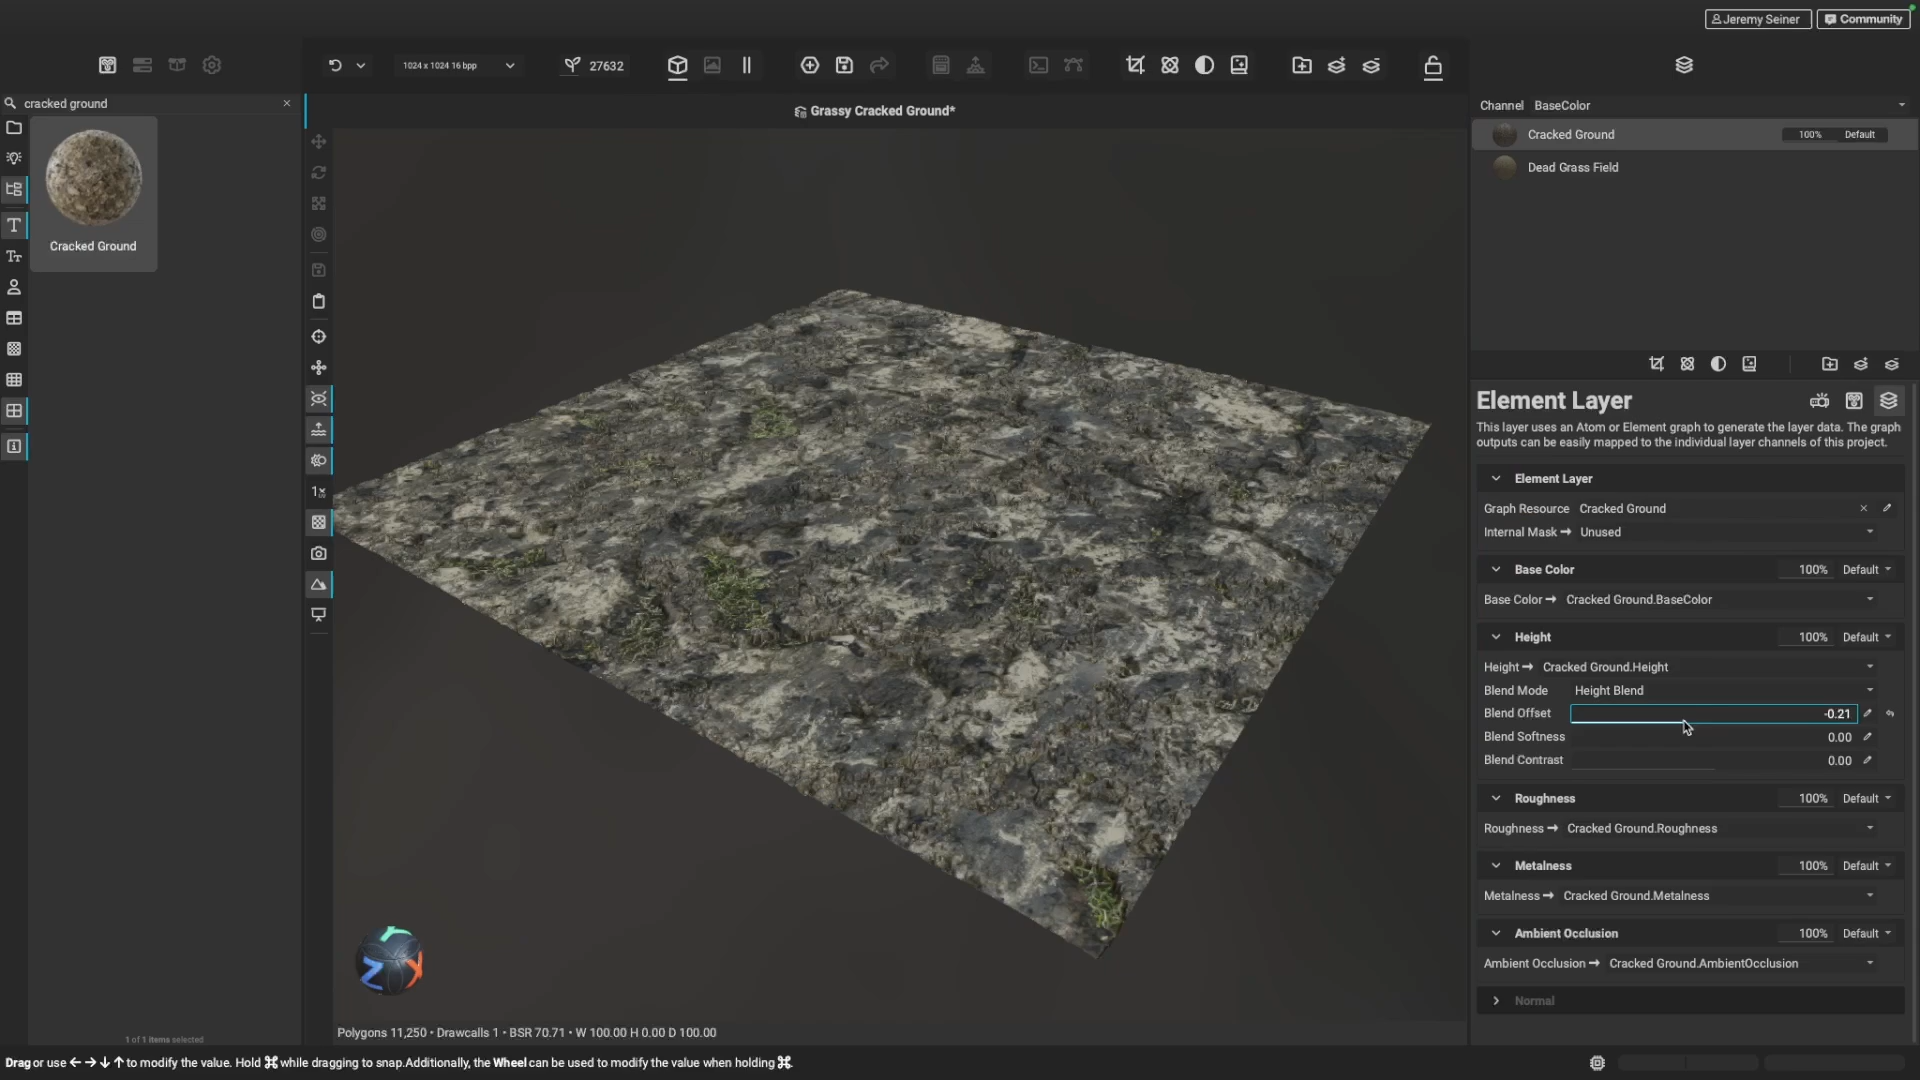 Jeremy Seiner
Community
1024 x 1024 16 bpp
27632
cracked ground
Grassy Cracked Ground*
Channel BaseColor
Cracked Ground 100% Default
Dead Grass Field
Cracked Ground
1x
Element Layer
This layer uses an Atom or Element graph to generate the layer data. The graph
outputs can be easily mapped to the individual layer channels of this project.
Element Layer
Graph Resource Cracked Ground
Internal Mask → Unused
Base Color 100% Default
Base Color → Cracked Ground.BaseColor
Height 100% Default
Height → Cracked Ground.Height
Blend Mode Height Blend
Blend Offset -0.21
Blend Softness 0.00
Blend Contrast 0.00
Roughness 100% Default
Roughness → Cracked Ground.Roughness
Metalness 100% Default
Metalness → Cracked Ground.Metalness
Ambient Occlusion 100% Default
Ambient Occlusion → Cracked Ground.AmbientOcclusion
Normal
Y
Z X
Polygons 11,250 • Drawcalls 1 • BSR 70.71 • W 100.00 H 0.00 D 100.00
1 of 1 items selected
Drag or use ← → ↓ ↑ to modify the value. Hold ⌘ while dragging to snap.Additionally, the Wheel can be used to modify the value when holding ⌘.